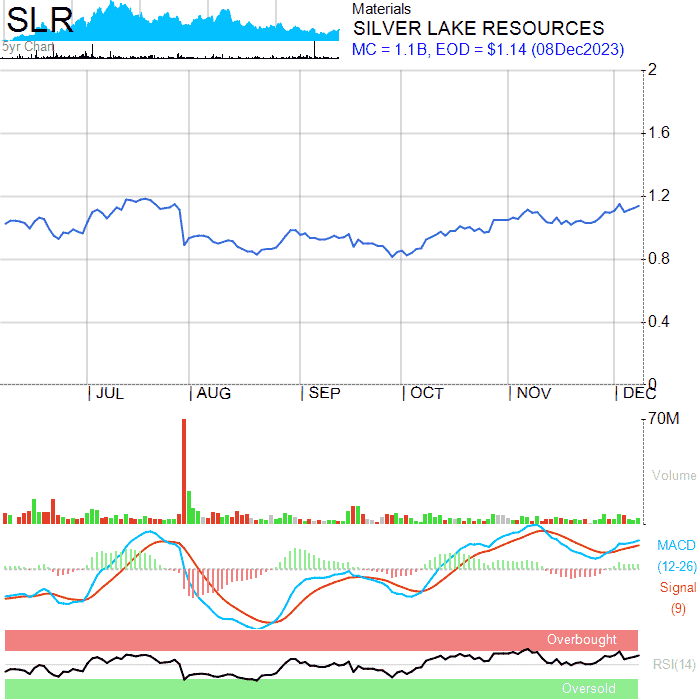 SLR
5yr Chart
Materials
SILVER LAKE RESOURCES
MC = 1.1B, EOD = $1.14 (08Dec2023)
2
1.6
1.2
0.8
0.4
0
JUL AUG SEP OCT NOV DEC
70M
Volume
MACD
(12-26)
Signal
(9)
Overbought
RSI(14)
Oversold